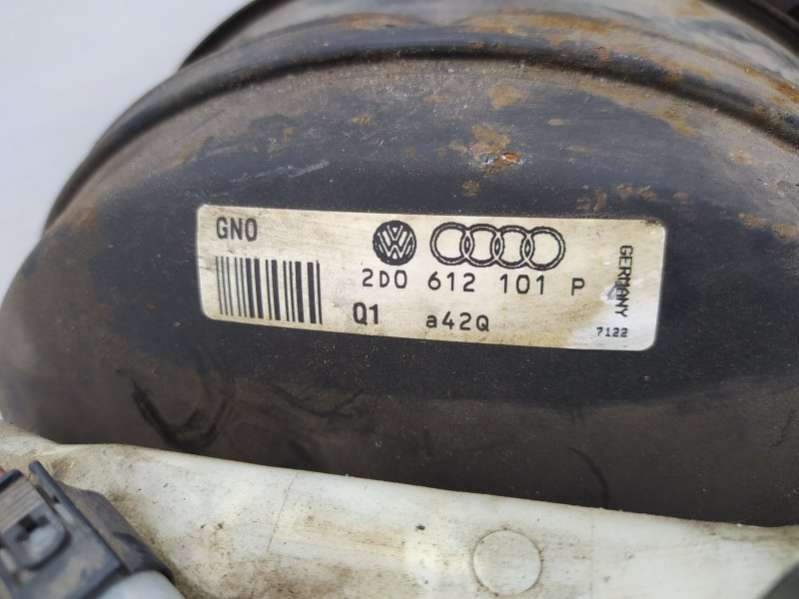 GNO
2D0 612 101 P
Q1 a42Q
GERMANY
7122